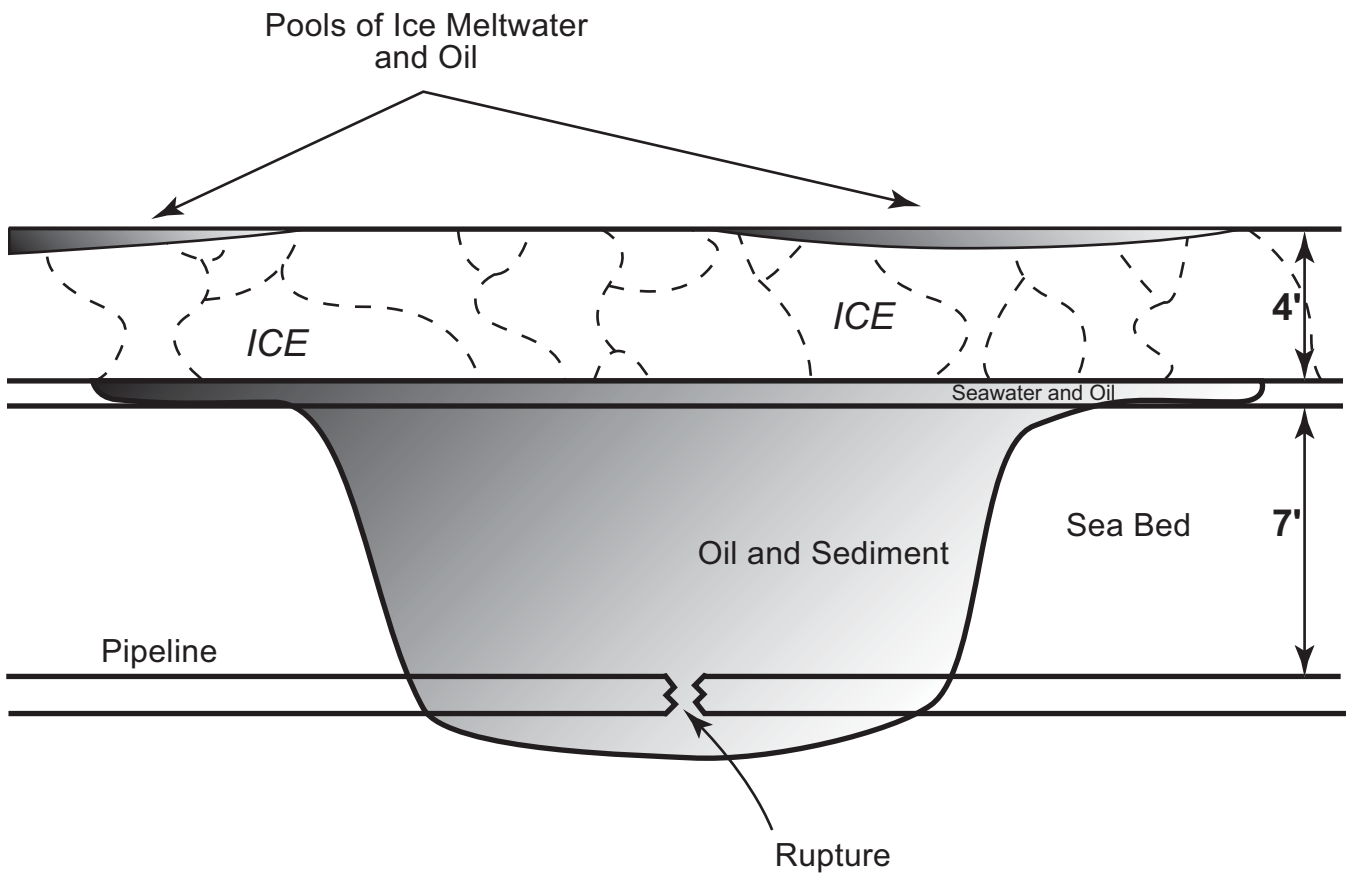 Pools of Ice Meltwater
and Oil
ICE
ICE
4'
Seawater and Oil
Oil and Sediment
Sea Bed
7'
Pipeline
Rupture